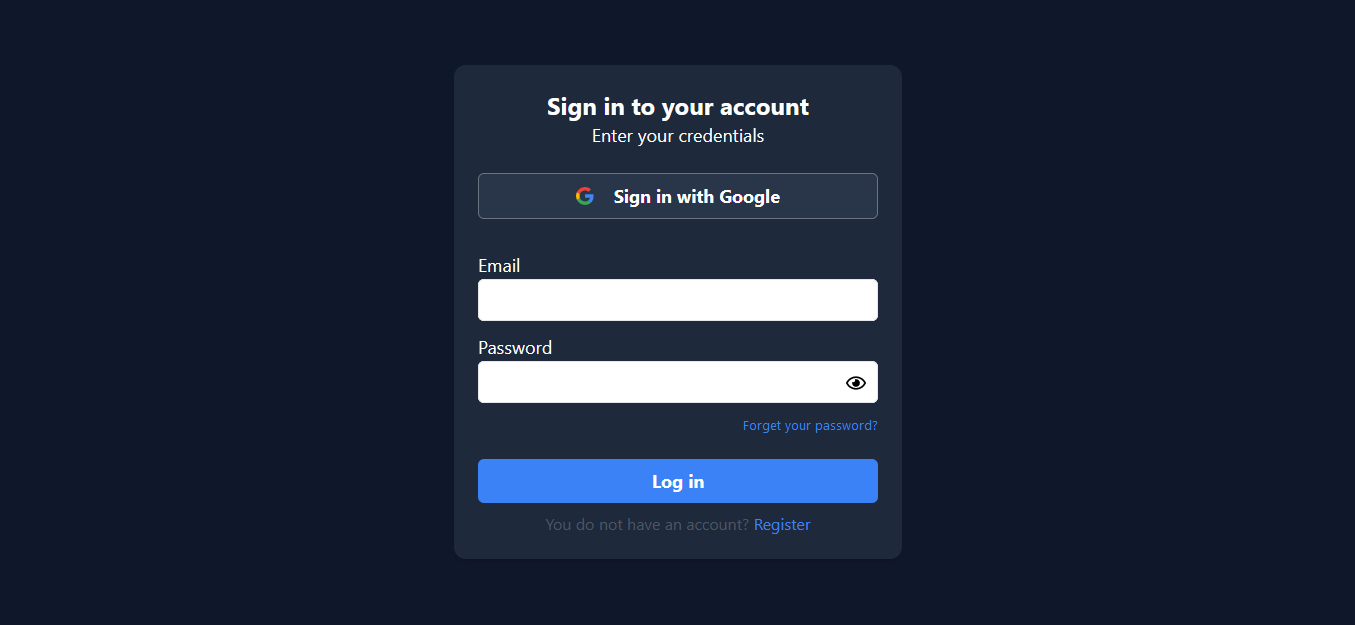 Sign in to your account
Enter your credentials
Sign in with Google
Email
Password
Forget your password?
Log in
You do not have an account? Register